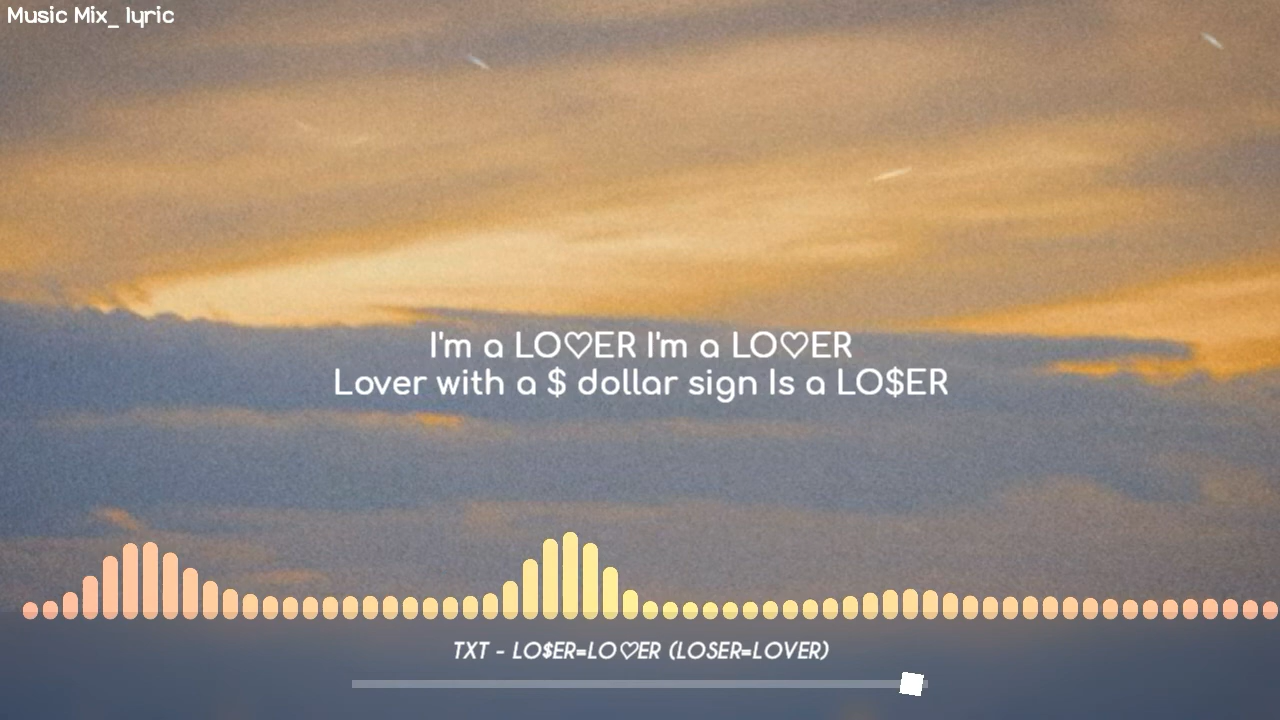 Music Mix_ lyric
I'm a LO♡ER I'm a LO♡ER
Lover with a $ dollar sign Is a LO$ER
TXT - LO$ER=LO♡ER (LOSER=LOVER)